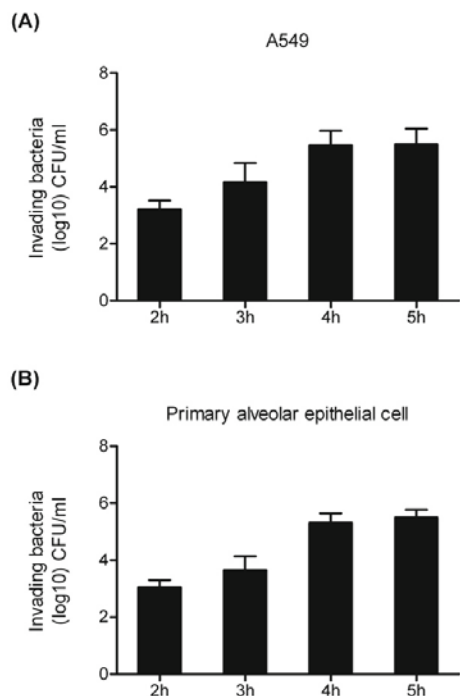 (A)
A549
Invading bacteria
(log10) CFU/ml
8
6
4
2
0
2h 3h 4h 5h
(B)
Primary alveolar epithelial cell
Invading bacteria
(log10) CFU/ml
8
6
4
2
0
2h 3h 4h 5h